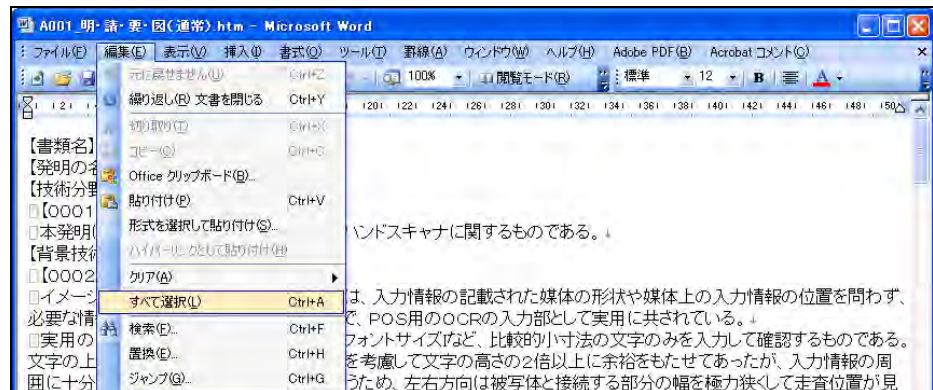 A001_明・請・要・図(通常).htm - Microsoft Word
ファイル(F) 編集(E) 表示(V) 挿入(I) 書式(O) ツール(T) 罫線(A) ウィンドウ(W) ヘルプ(H) Adobe PDF(B) Acrobat コメント(C)
100% 閲覧モード(R) 標準 12 B A
元に戻せません(U) Ctrl+Z
繰り返し(R) 文書を閉じる Ctrl+Y
切り取り(T) Ctrl+X
コピー(C) Ctrl+C
Office クリップボード(B)...
貼り付け(P) Ctrl+V
形式を選択して貼り付け(S)...
ハイパーリンクとして貼り付け(H)
クリア(A)
すべて選択(L) Ctrl+A
検索(F)... Ctrl+F
置換(E)... Ctrl+H
ジャンプ(G)... Ctrl+G
|2| |20| |22| |24| |26| |28| |30| |32| |34| |36| |38| |40| |42| |44| |46| |48| |50
【書類名】
【発明の名
【技術分野
【0001
本発明 ハンドスキャナに関するものである。
【背景技術
【0002
イメージ は、入力情報の記載された媒体の形状や媒体上の入力情報の位置を問わず、
必要な情 で、POS用のOCRの入力部として実用に共されている。
実用の フォントサイズ など、比較的小寸法の文字のみを入力して確認するものである。
文字の上 を考慮して文字の高さの2倍以上に余裕をもたせてあったが、入力情報の周
囲に十分 うため、左右方向は被写体と接続する部分の幅を極力狭くして走査位置が見